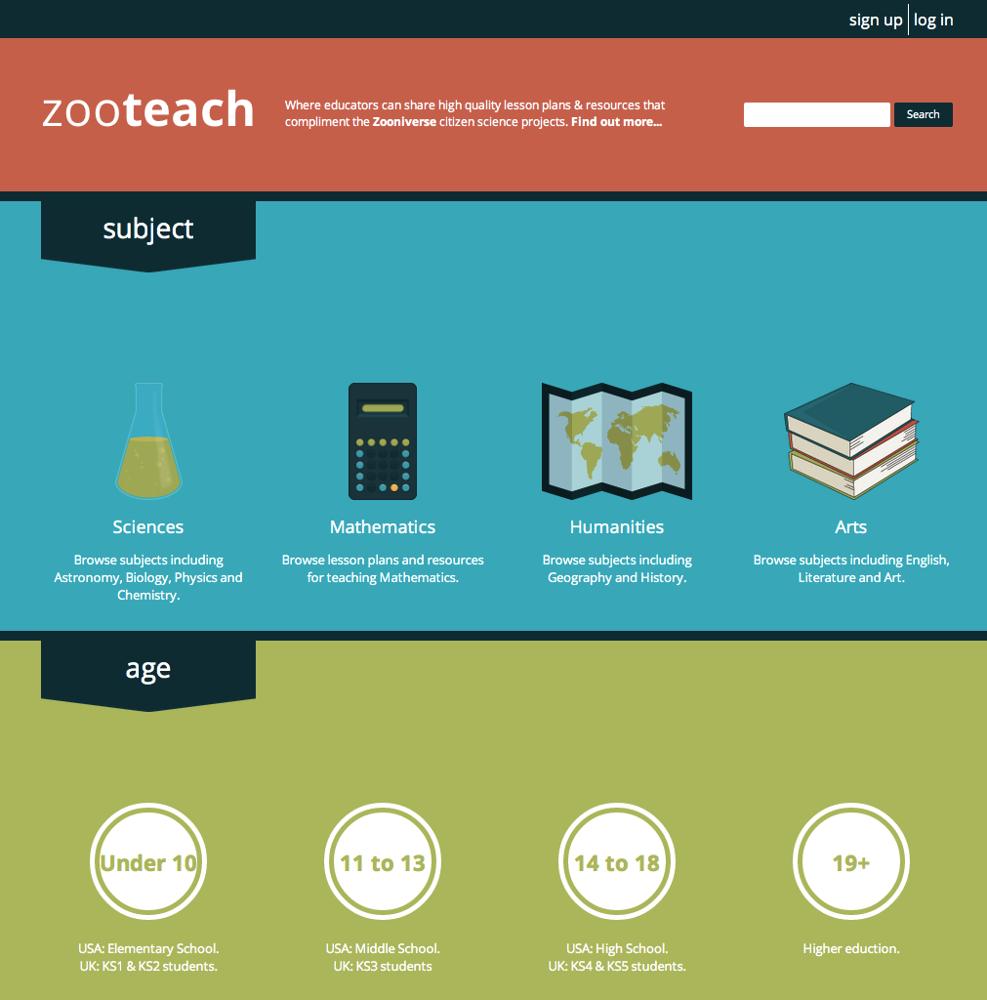 sign up log in
zooteach
Where educators can share high quality lesson plans & resources that
compliment the Zooniverse citizen science projects. Find out more...
Search
subject
Sciences
Browse subjects including
Astronomy, Biology, Physics and
Chemistry.
Mathematics
Browse lesson plans and resources
for teaching Mathematics.
Humanities
Browse subjects including
Geography and History.
Arts
Browse subjects including English,
Literature and Art.
age
Under 10
USA: Elementary School.
UK: KS1 & KS2 students.
11 to 13
USA: Middle School.
UK: KS3 students
14 to 18
USA: High School.
UK: KS4 & KS5 students.
19+
Higher eduction.